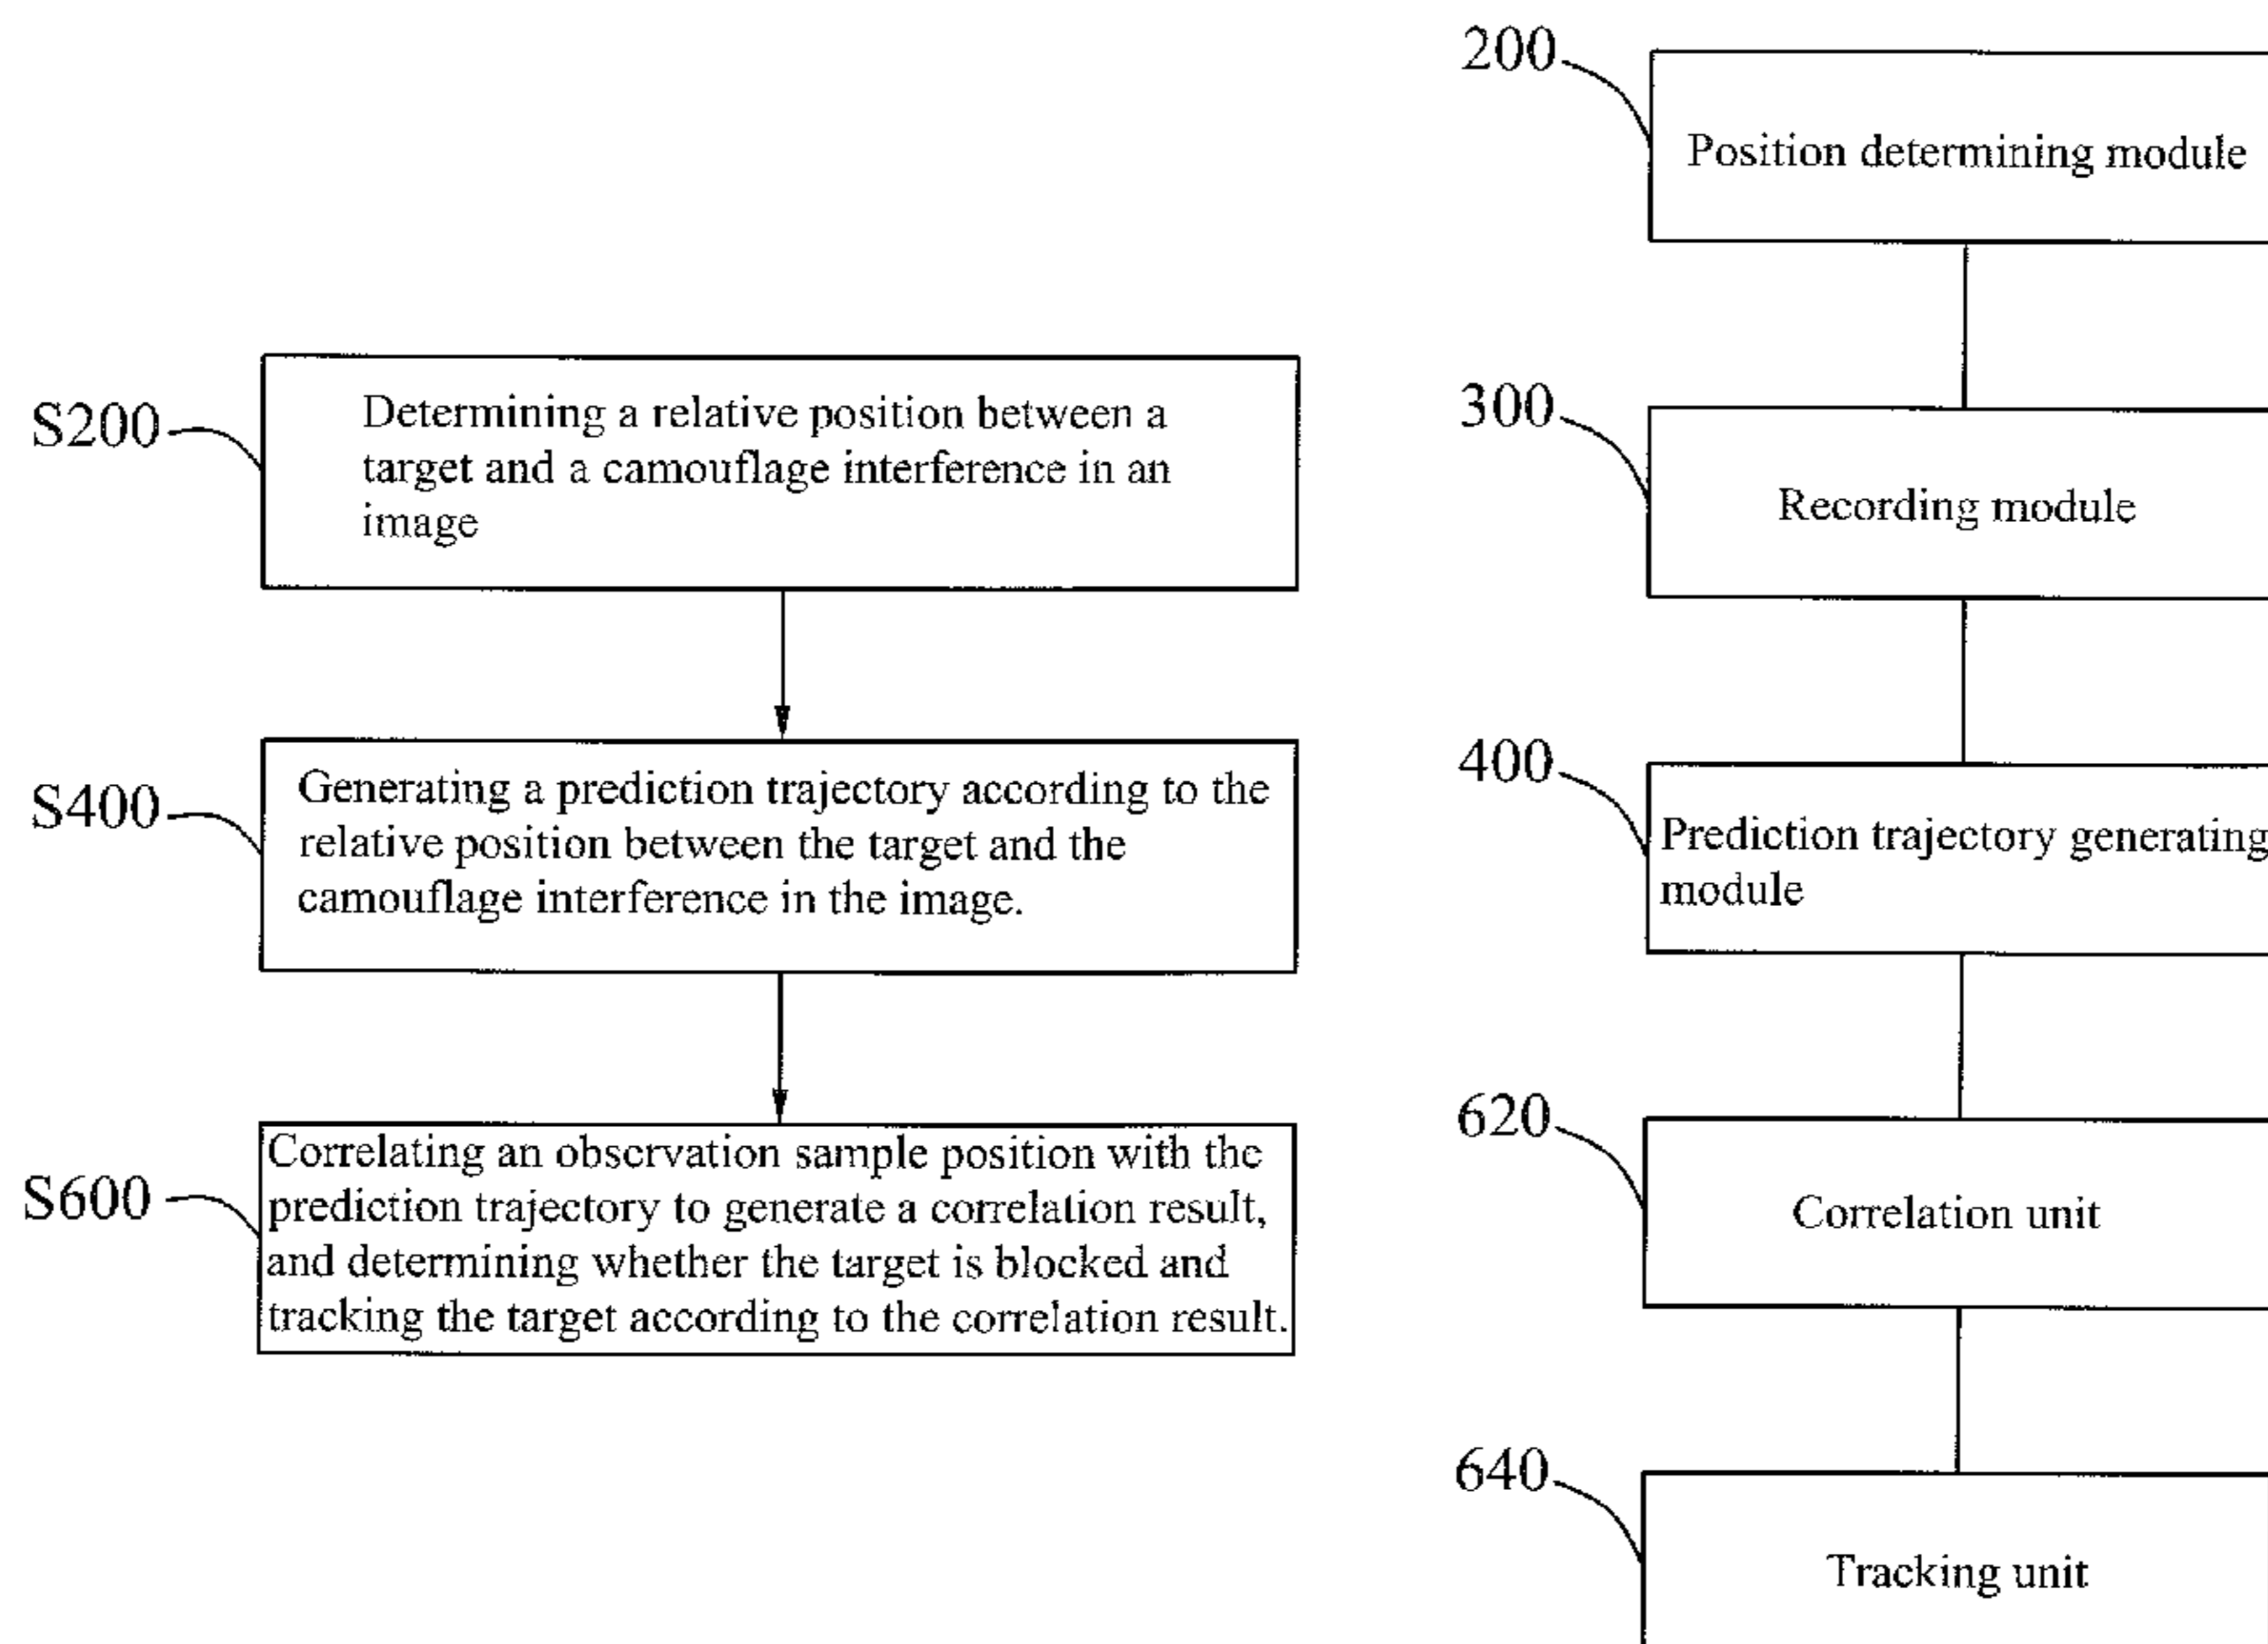 S200
Determining a relative position between a
target and a camouflage interference in an
image
S400
Generating a prediction trajectory according to the
relative position between the target and the
camouflage interference in the image.
S600
Correlating an observation sample position with the
prediction trajectory to generate a correlation result,
and determining whether the target is blocked and
tracking the target according to the correlation result.
200
Position determining module
300
Recording module
400
Prediction trajectory generating
module
620
Correlation unit
640
Tracking unit